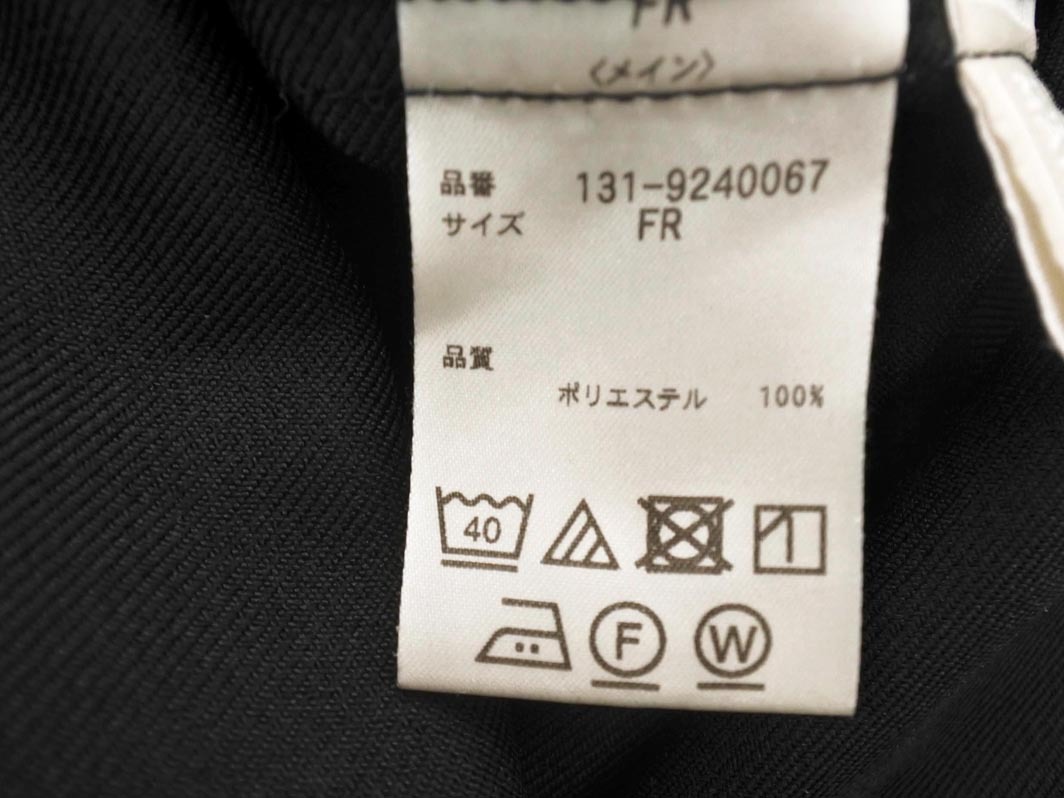 FR
〈メイン〉
品番 131-9240067
サイズ FR
品質
ポリエステル 100%
40
F W